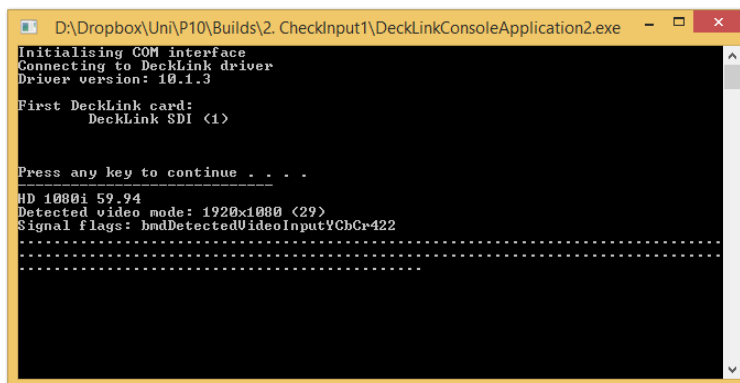 D:\Dropbox\Uni\P10\Builds\2. CheckInput1\DeckLinkConsoleApplication2.exe
Initialising COM interface
Connecting to DeckLink driver
Driver version: 10.1.3
First DeckLink card:
DeckLink SDI (1)
Press any key to continue . . . .
-----------------------------
HD 1080i 59.94
Detected video mode: 1920x1080 (29)
Signal flags: bmdDetectedVideoInputYCbCr422
........................................................................................
........................................................................................
..................................................